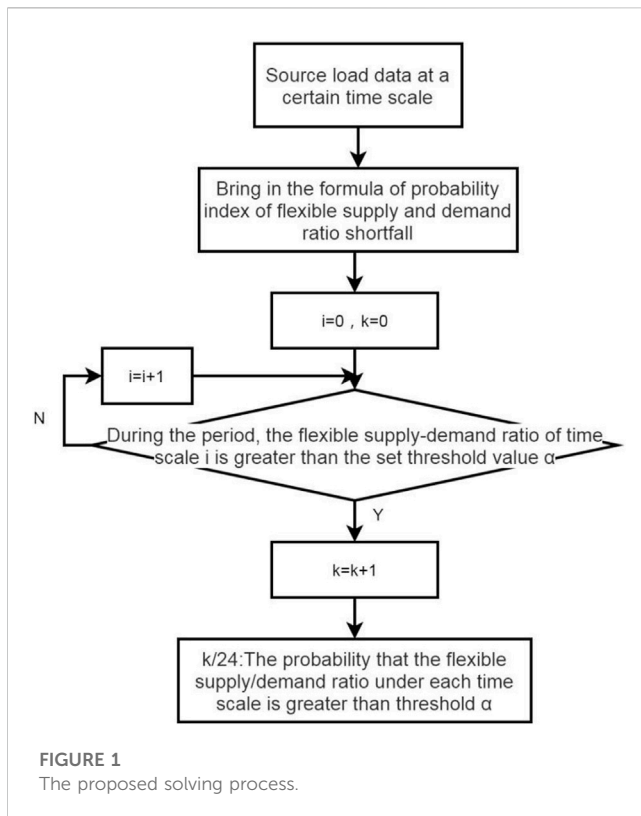 Source load data at a
certain time scale
Bring in the formula of probability
index of flexible supply and demand
ratio shortfall
i=0 , k=0
i=i+1
N
During the period, the flexible supply-demand ratio of time
scale i is greater than the set threshold value α
Y
k=k+1
k/24:The probability that the flexible
supply/demand ratio under each time
scale is greater than threshold α
FIGURE 1
The proposed solving process.